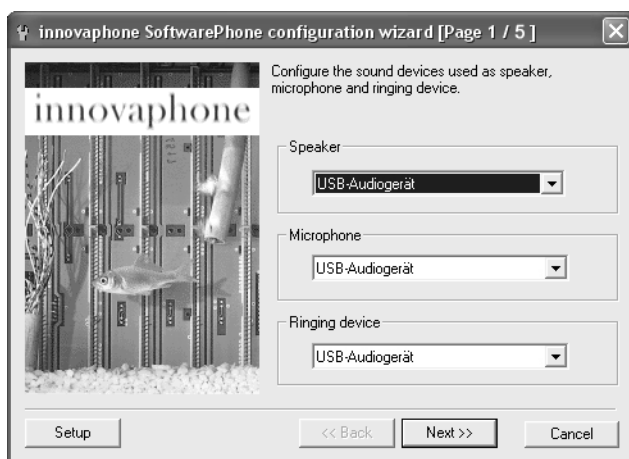 innovaphone SoftwarePhone configuration wizard [Page 1 / 5 ]
innovaphone
Configure the sound devices used as speaker,
microphone and ringing device.
Speaker
USB-Audiogerät
Microphone
USB-Audiogerät
Ringing device
USB-Audiogerät
Setup
<< Back
Next >>
Cancel